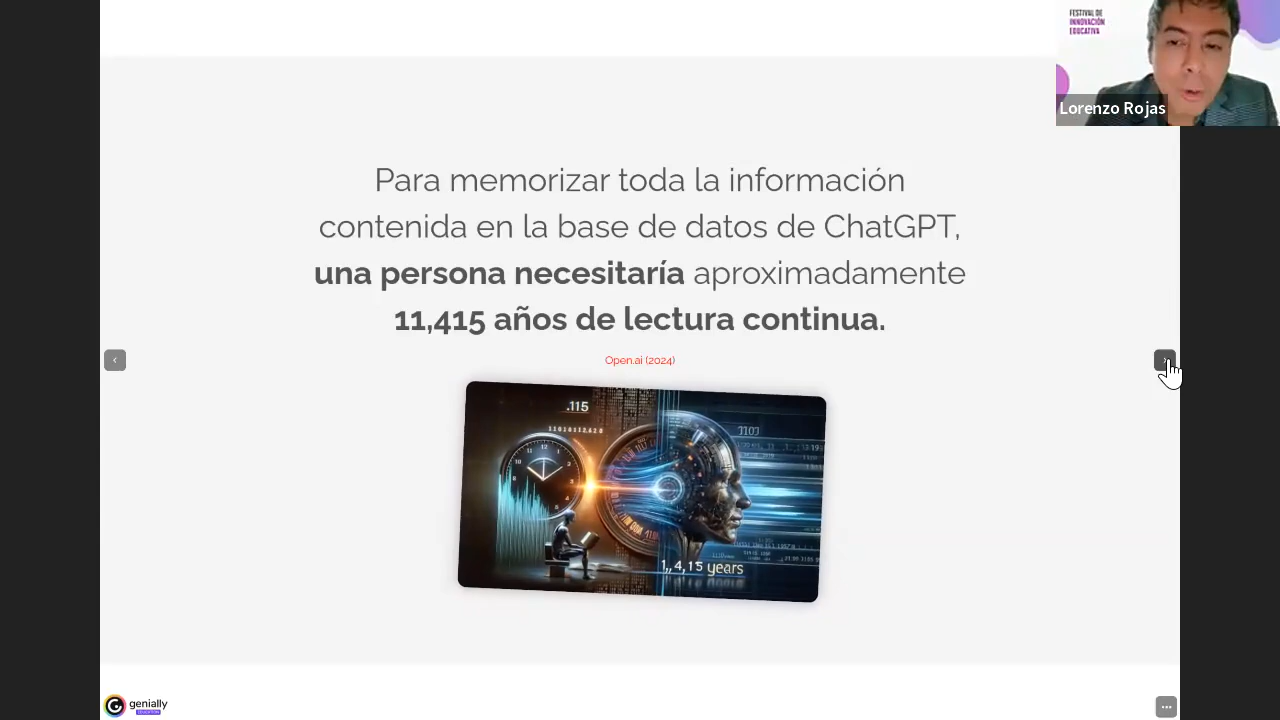 FESTIVAL DE
INNOVACIÓN
EDUCATIVA
Lorenzo Rojas
Para memorizar toda la información
contenida en la base de datos de ChatGPT,
una persona necesitaría aproximadamente
11,415 años de lectura continua.
Open.ai (2024)
.115
1103
1,,4,15 years
genially
EDUCATION